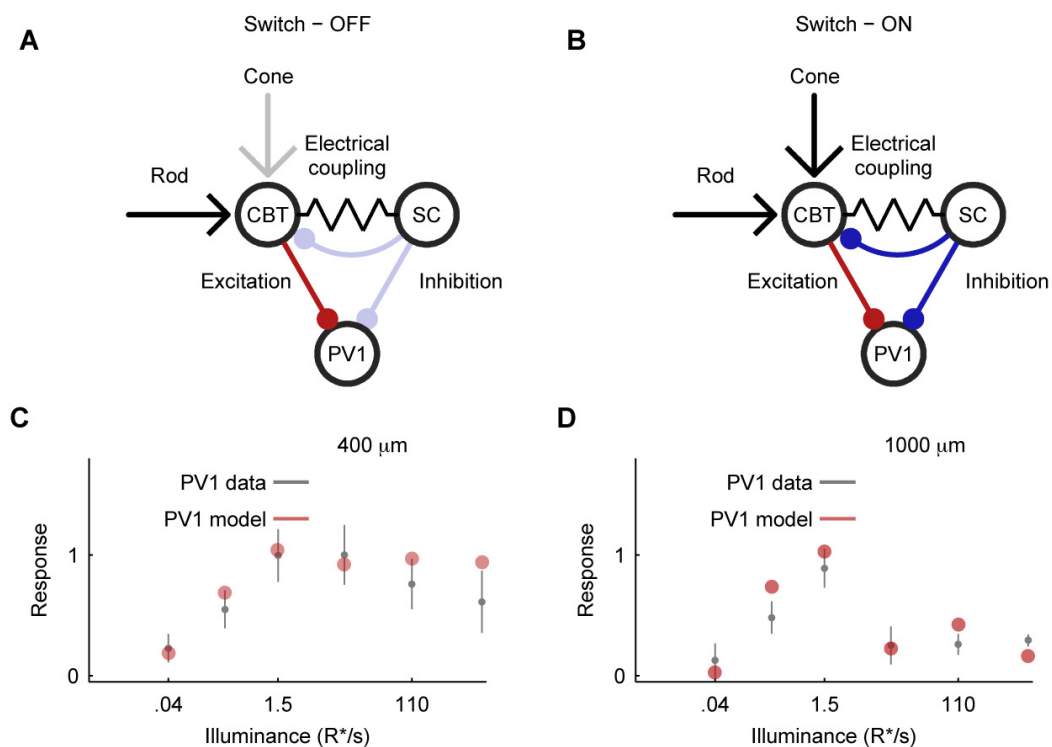 A
Switch – OFF
Cone
Electrical
coupling
Rod
CBT
SC
Excitation
Inhibition
PV1
B
Switch – ON
Cone
Electrical
coupling
Rod
CBT
SC
Excitation
Inhibition
PV1
C
400 μm
PV1 data
PV1 model
Response
1
0
.04
1.5
110
Illuminance (R*/s)
D
1000 μm
PV1 data
PV1 model
Response
1
0
.04
1.5
110
Illuminance (R*/s)